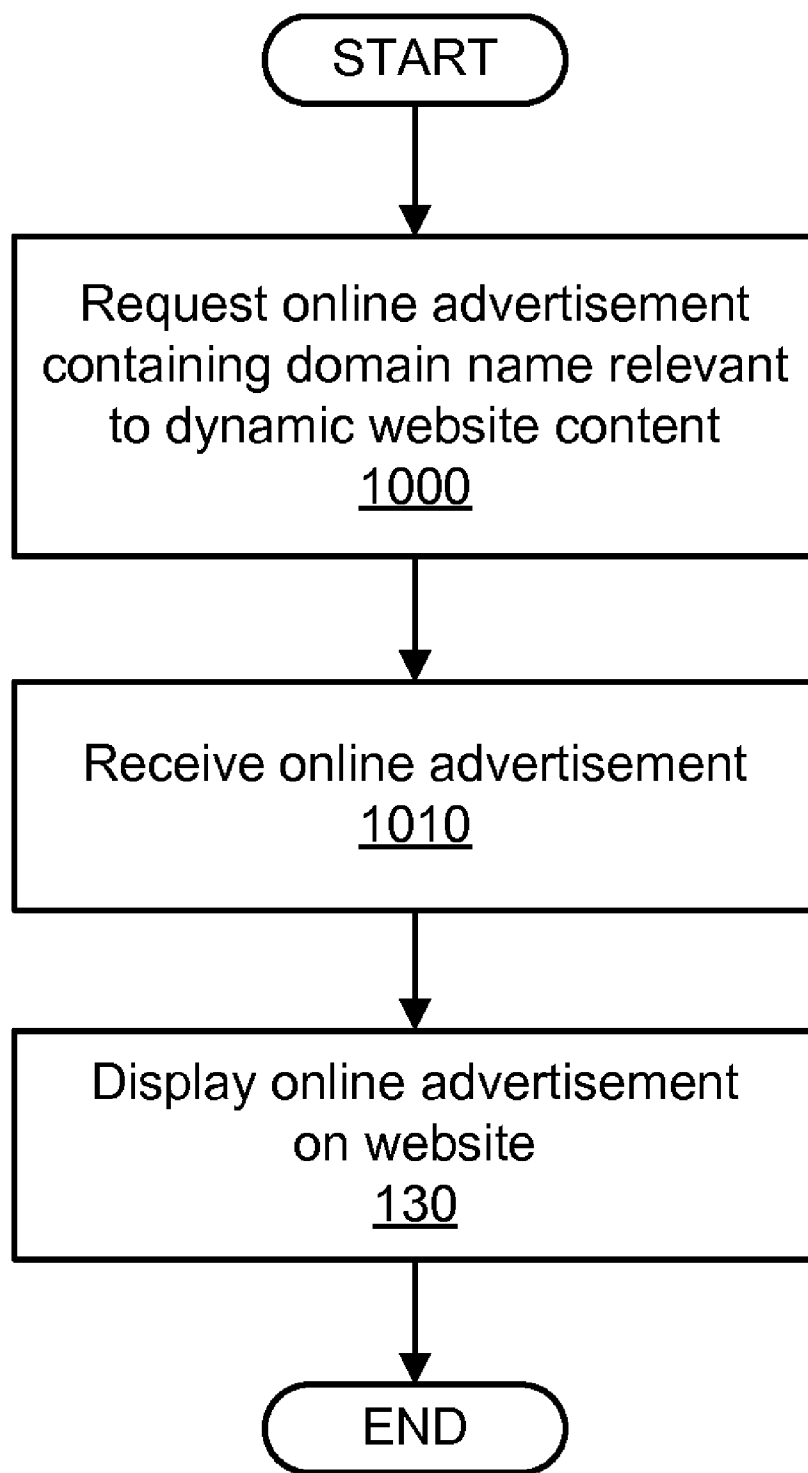 START
Request online advertisement
containing domain name relevant
to dynamic website content
1000
Receive online advertisement
1010
Display online advertisement
on website
130
END